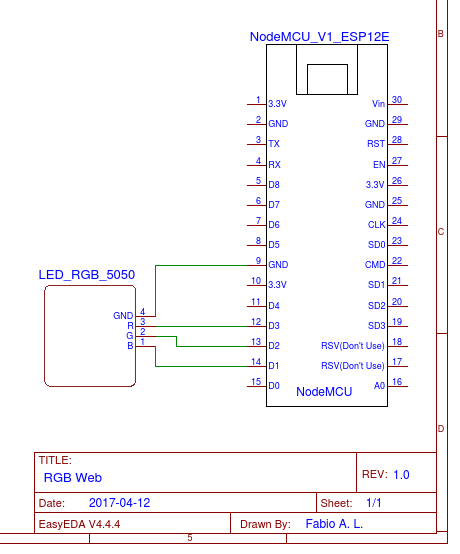 NodeMCU_V1_ESP12E
B
1 3.3V Vin 30
2 GND GND 29
3 TX RST 28
4 RX EN 27
5 D8 3.3V 26
6 D7 GND 25
7 D6 CLK 24
C
8 D5 SD0 23
9 GND CMD 22
LED_RGB_5050
10 3.3V SD1 21
11 D4 SD2 20
GND 4
R 3
12 D3 SD3 19
G 2
B 1
13 D2 RSV(Don't Use) 18
14 D1 RSV(Don't Use) 17
15 D0 A0 16
NodeMCU
D
TITLE:
RGB Web
REV: 1.0
Date: 2017-04-12
Sheet: 1/1
EasyEDA V4.4.4
Drawn By: Fabio A. L.
5